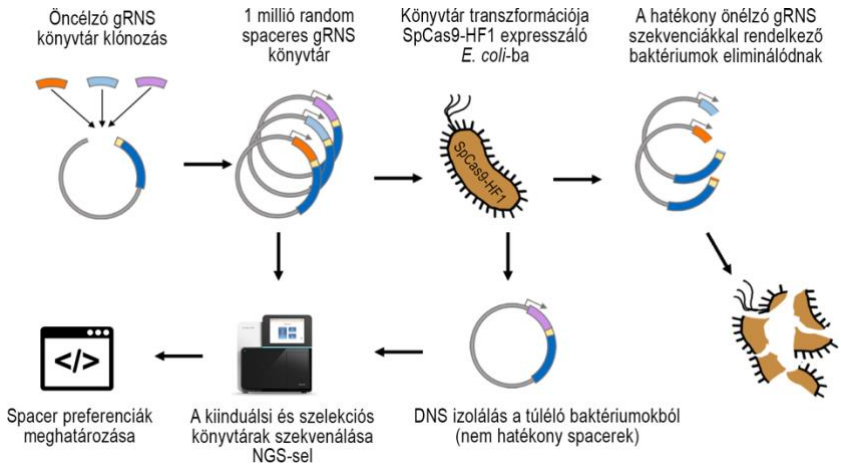 Öncélzó gRNS
könyvtár klónozás
1 millió random
spaceres gRNS
könyvtár
Könyvtár transzformációja
SpCas9-HF1 expresszáló
E. coli-ba
A hatékony önélző gRNS
szekvenciákkal rendelkező
baktériumok eliminálódnak
SpCas9-HF1
</>
Spacer preferenciák
meghatározása
A kiinduálsi és szelekciós
könyvtárak szekvenálása
NGS-sel
DNS izolálás a túlélő baktériumokból
(nem hatékony spacerek)